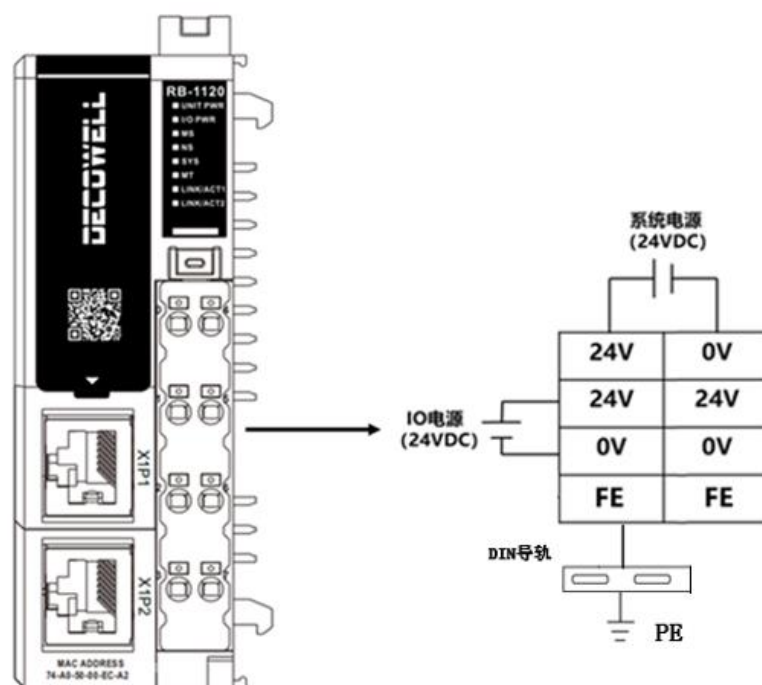 DECOWELL
RB-1120
UNIT PWR
I/O PWR
MS
NS
SYS
MT
LINK/ACT1
LINK/ACT2
X1P1
X1P2
MAC ADDRESS
74-A0-50-00-EC-A2
系统电源
(24VDC)
24V 0V
24V 24V
0V 0V
FE FE
IO电源
(24VDC)
DIN导轨
PE